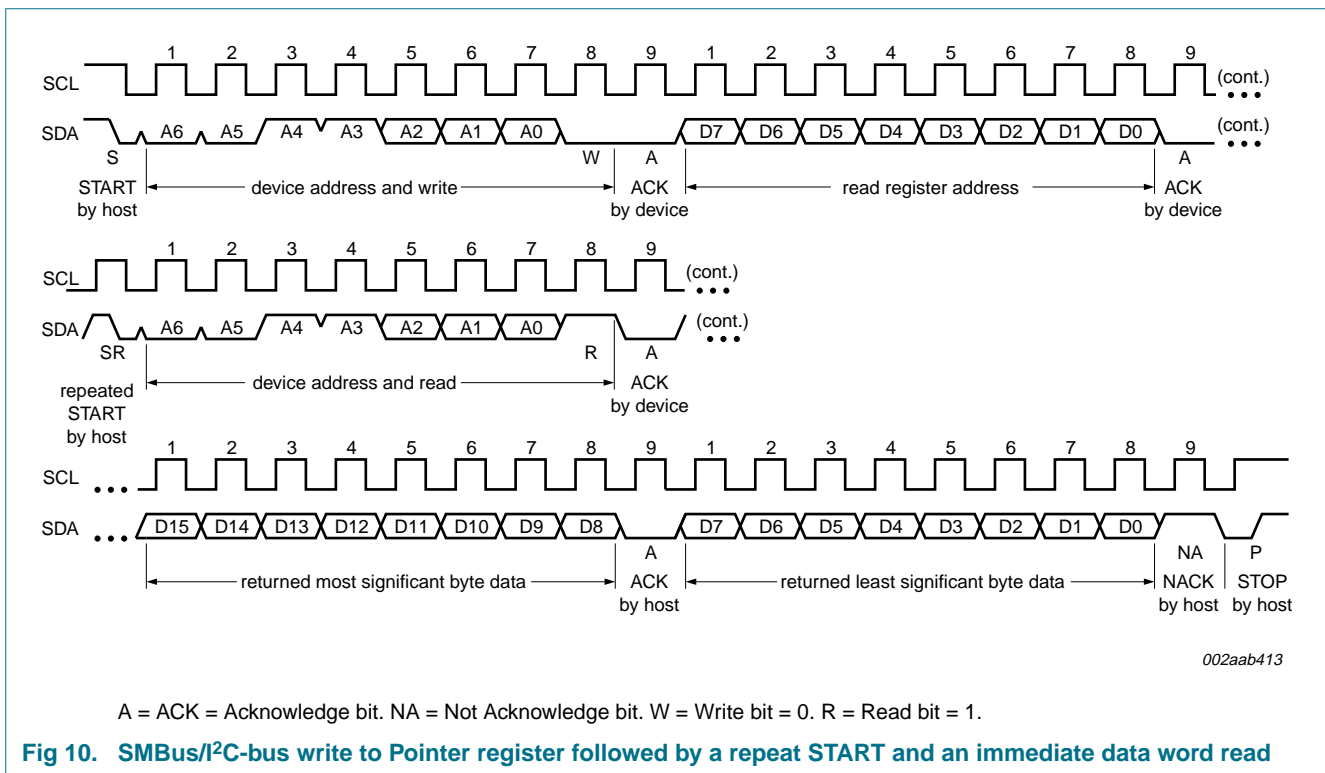 1 2 3 4 5 6 7 8 9 1 2 3 4 5 6 7 8 9
SCL (cont.)
SDA A6 A5 A4 A3 A2 A1 A0 D7 D6 D5 D4 D3 D2 D1 D0 (cont.)
S W A A
START device address and write ACK read register address ACK
by host by device by device
1 2 3 4 5 6 7 8 9
SCL (cont.)
SDA A6 A5 A4 A3 A2 A1 A0 (cont.)
SR R A
repeated device address and read ACK
START by device
by host
1 2 3 4 5 6 7 8 9 1 2 3 4 5 6 7 8 9
SCL
SDA D15 D14 D13 D12 D11 D10 D9 D8 D7 D6 D5 D4 D3 D2 D1 D0
A NA P
returned most significant byte data ACK returned least significant byte data NACK STOP
by host by host by host
002aab413
A = ACK = Acknowledge bit. NA = Not Acknowledge bit. W = Write bit = 0. R = Read bit = 1.
Fig 10. SMBus/I²C-bus write to Pointer register followed by a repeat START and an immediate data word read